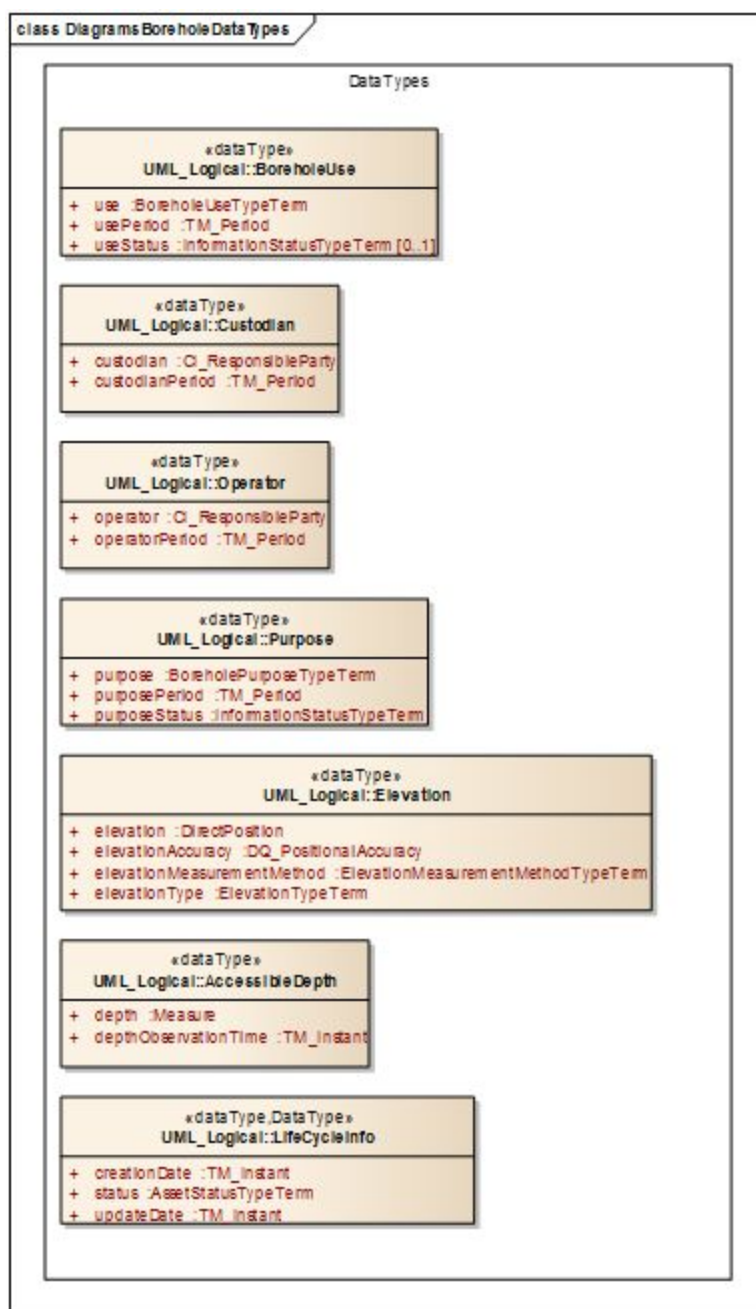 class DiagramsBoreholeDataTypes
DataTypes
«dataType»
UML_Logical::BoreholeUse
+ use :BoreholeUseTypeTerm
+ usePeriod :TM_Period
+ useStatus :InformationStatusTypeTerm [0..1]
«dataType»
UML_Logical::Custodian
+ custodian :CI_ResponsibleParty
+ custodianPeriod :TM_Period
«dataType»
UML_Logical::Operator
+ operator :CI_ResponsibleParty
+ operatorPeriod :TM_Period
«dataType»
UML_Logical::Purpose
+ purpose :BoreholePurposeTypeTerm
+ purposePeriod :TM_Period
+ purposeStatus :InformationStatusTypeTerm
«dataType»
UML_Logical::Elevation
+ elevation :DirectPosition
+ elevationAccuracy :DQ_PositionalAccuracy
+ elevationMeasurementMethod :ElevationMeasurementMethodTypeTerm
+ elevationType :ElevationTypeTerm
«dataType»
UML_Logical::AccessibleDepth
+ depth :Measure
+ depthObservationTime :TM_Instant
«dataType,DataType»
UML_Logical::LifeCycleInfo
+ creationDate :TM_Instant
+ status :AssetStatusTypeTerm
+ updateDate :TM_Instant